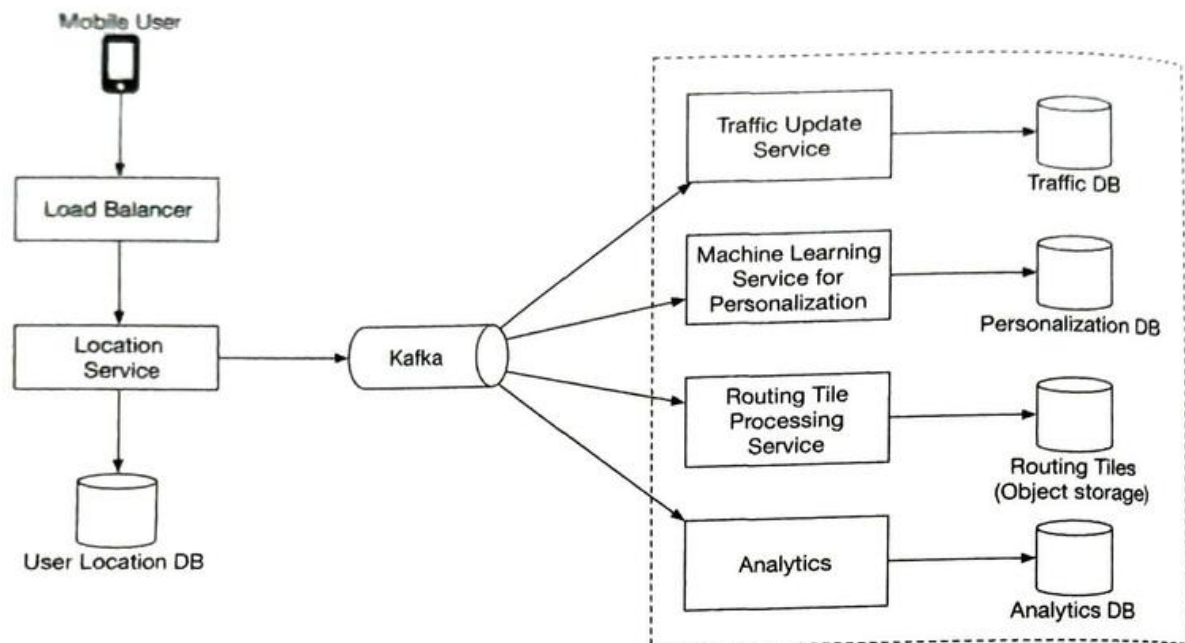 Mobile User
Load Balancer
Location
Service
User Location DB
Kafka
Traffic Update
Service
Traffic DB
Machine Learning
Service for
Personalization
Personalization DB
Routing Tile
Processing
Service
Routing Tiles
(Object storage)
Analytics
Analytics DB